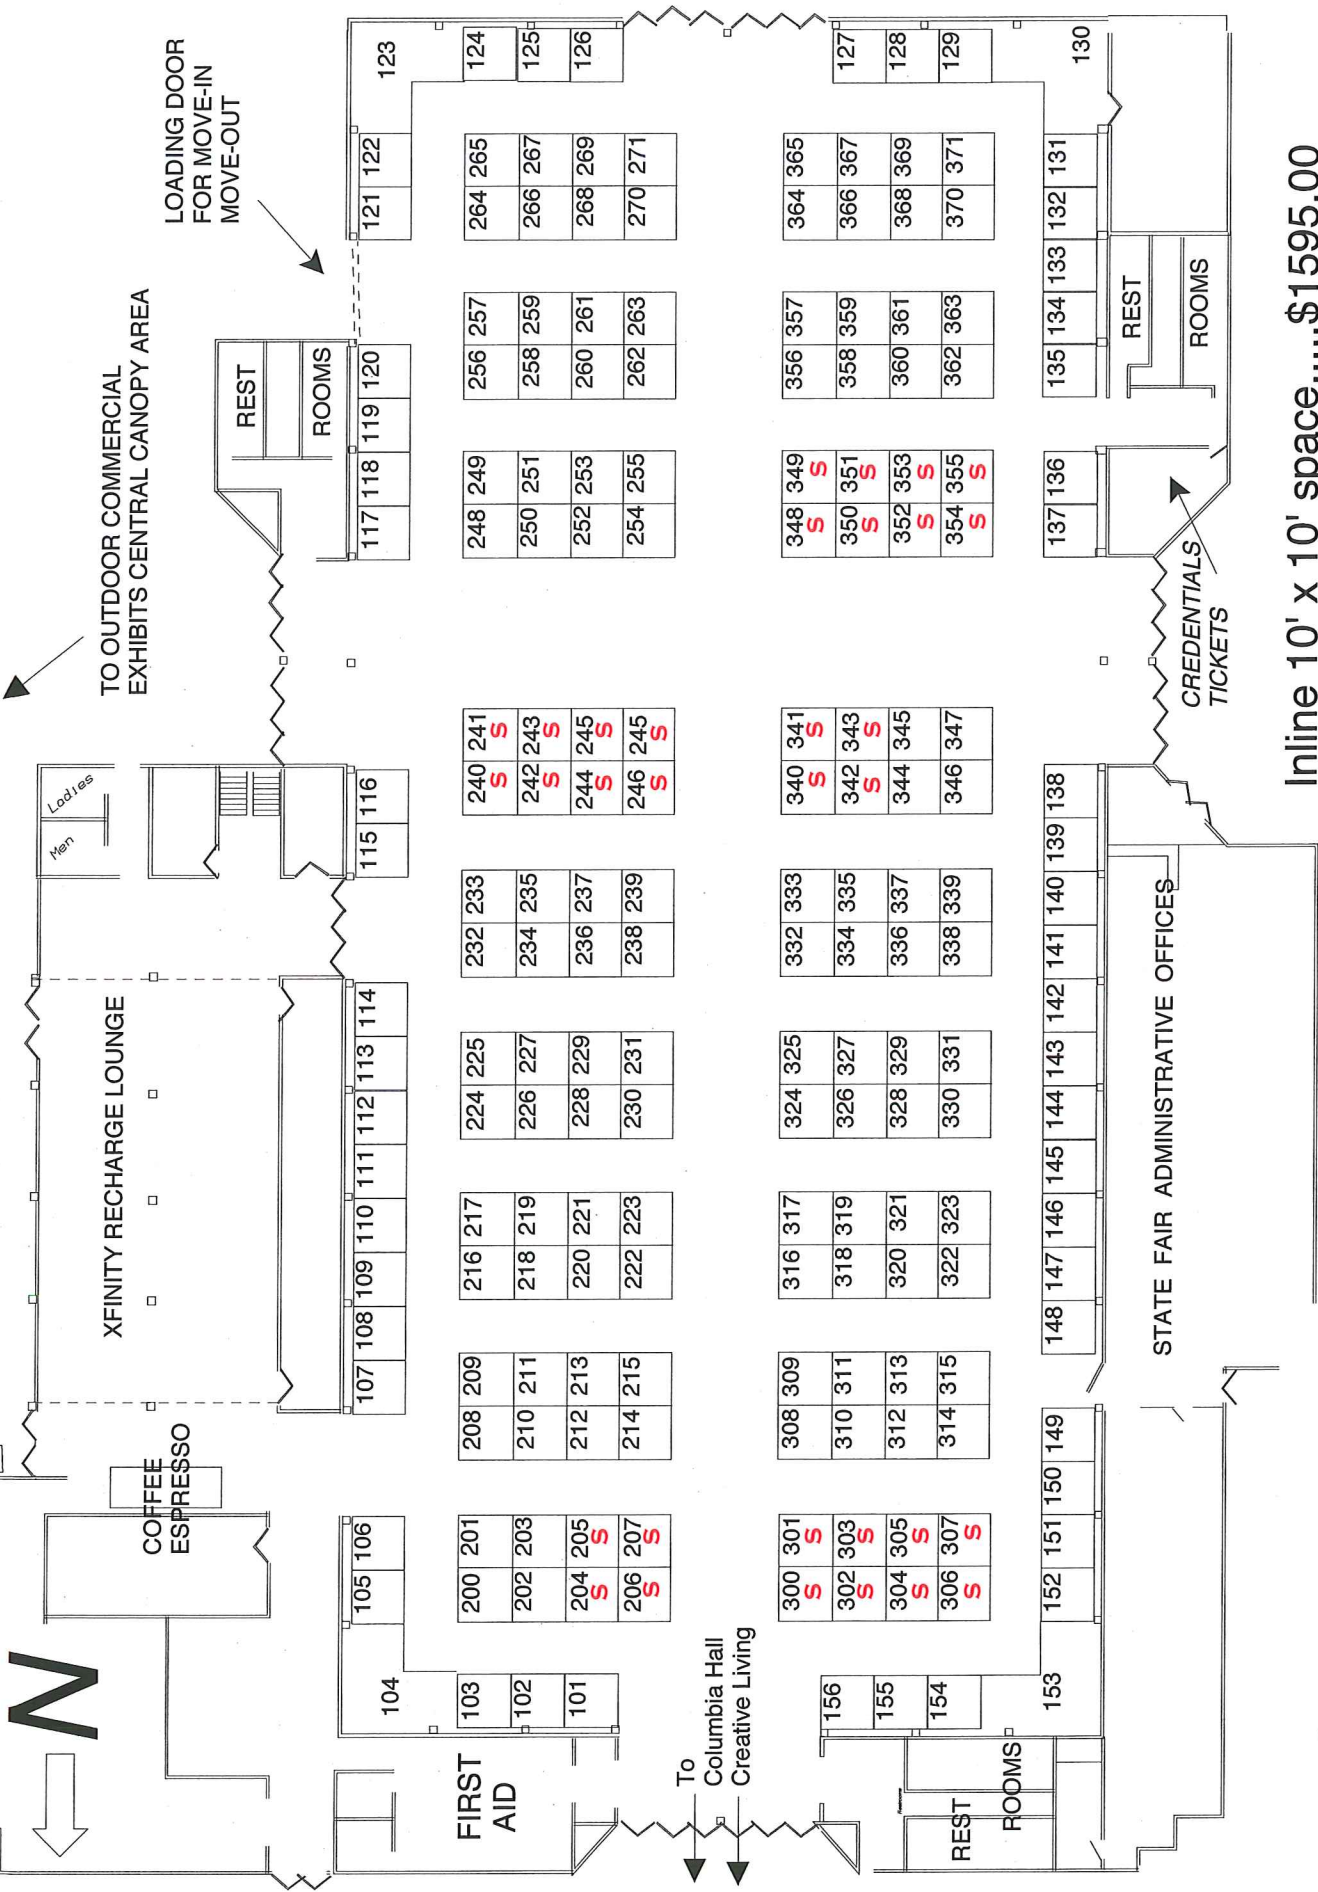 N
TO OUTDOOR COMMERCIAL
EXHIBITS CENTRAL CANOPY AREA
LOADING DOOR
FOR MOVE-IN
MOVE-OUT
Men
Ladies
XFINITY RECHARGE LOUNGE
COFFEE
ESPRESSO
REST
ROOMS
104 123
105 106 107 108 109 110 111 112 113 114 115 116 117 118 119 120 121 122
103 200 201 208 209 216 217 224 225 232 233 240 241 248 249 256 257 264 265 124
S S
102 202 203 210 211 218 219 226 227 234 235 242 243 250 251 258 259 266 267 125
S S
101 204 205 212 213 220 221 228 229 236 237 244 245 252 253 260 261 268 269 126
S S S S
206 207 214 215 222 223 230 231 238 239 246 245 254 255 262 263 270 271
S S S S
FIRST
AID
To
Columbia Hall
Creative Living
300 301 308 309 316 317 324 325 332 333 340 341 348 349 356 357 364 365
S S S S S S
156 302 303 310 311 318 319 326 327 334 335 342 343 350 351 358 359 366 367 127
S S S S S S
155 304 305 312 313 320 321 328 329 336 337 344 345 352 353 360 361 368 369 128
S S S S
154 306 307 314 315 322 323 330 331 338 339 346 347 354 355 362 363 370 371 129
S S S S
153 152 151 150 149 148 147 146 145 144 143 142 141 140 139 138 137 136 135 134 133 132 131 130
REST
ROOMS
STATE FAIR ADMINISTRATIVE OFFICES
CREDENTIALS
TICKETS
REST
ROOMS
Inline 10' x 10' space.....$1595.00